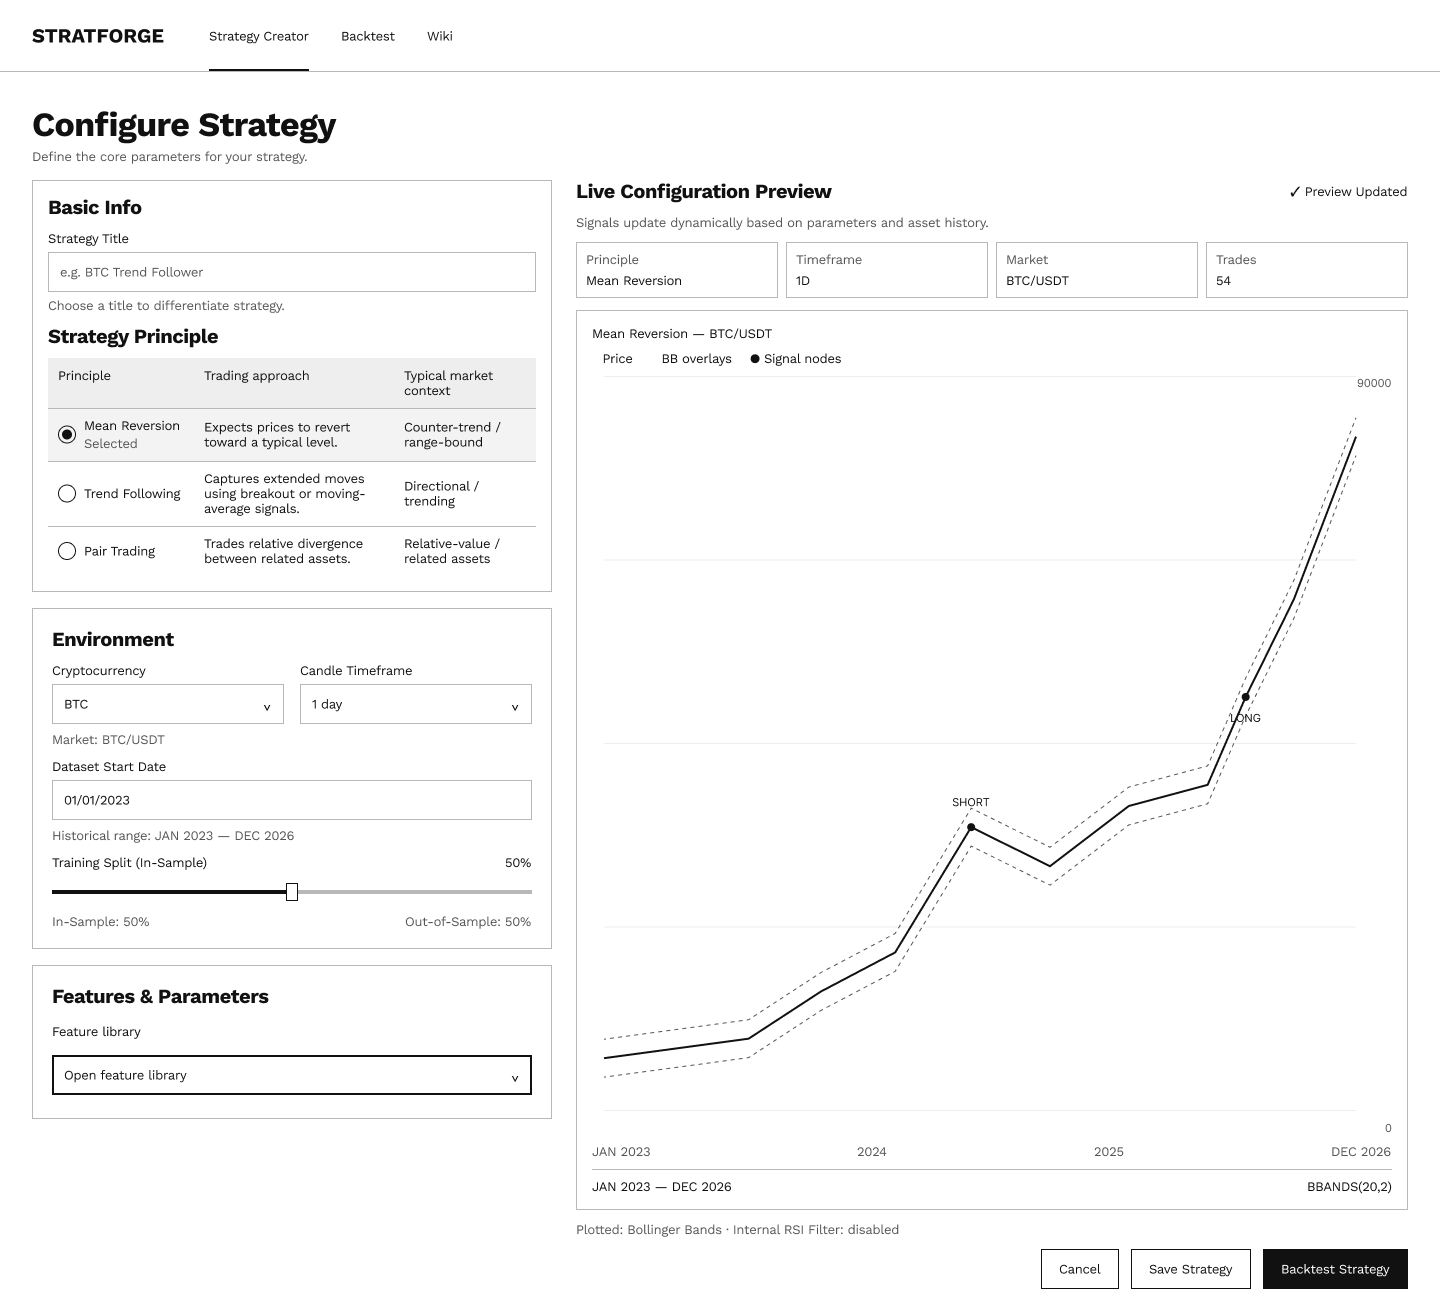 STRATFORGE
Strategy Creator
Backtest
Wiki
Configure Strategy
Define the core parameters for your strategy.
Basic Info
Strategy Title
e.g. BTC Trend Follower
Choose a title to differentiate strategy.
Strategy Principle
Principle
Trading approach
Typical market
context
Mean Reversion
Selected
Expects prices to revert
toward a typical level.
Counter-trend /
range-bound
Trend Following
Captures extended moves
using breakout or moving-
average signals.
Directional /
trending
Pair Trading
Trades relative divergence
between related assets.
Relative-value /
related assets
Environment
Cryptocurrency
BTC
Candle Timeframe
1 day
Market: BTC/USDT
Dataset Start Date
01/01/2023
Historical range: JAN 2023 — DEC 2026
Training Split (In-Sample)
50%
In-Sample: 50%
Out-of-Sample: 50%
Features & Parameters
Feature library
Open feature library
Live Configuration Preview
✓ Preview Updated
Signals update dynamically based on parameters and asset history.
Principle
Mean Reversion
Timeframe
1D
Market
BTC/USDT
Trades
54
Mean Reversion — BTC/USDT
Price
BB overlays
Signal nodes
90000
LONG
SHORT
0
JAN 2023
2024
2025
DEC 2026
JAN 2023 — DEC 2026
BBANDS(20,2)
Plotted: Bollinger Bands · Internal RSI Filter: disabled
Cancel
Save Strategy
Backtest Strategy